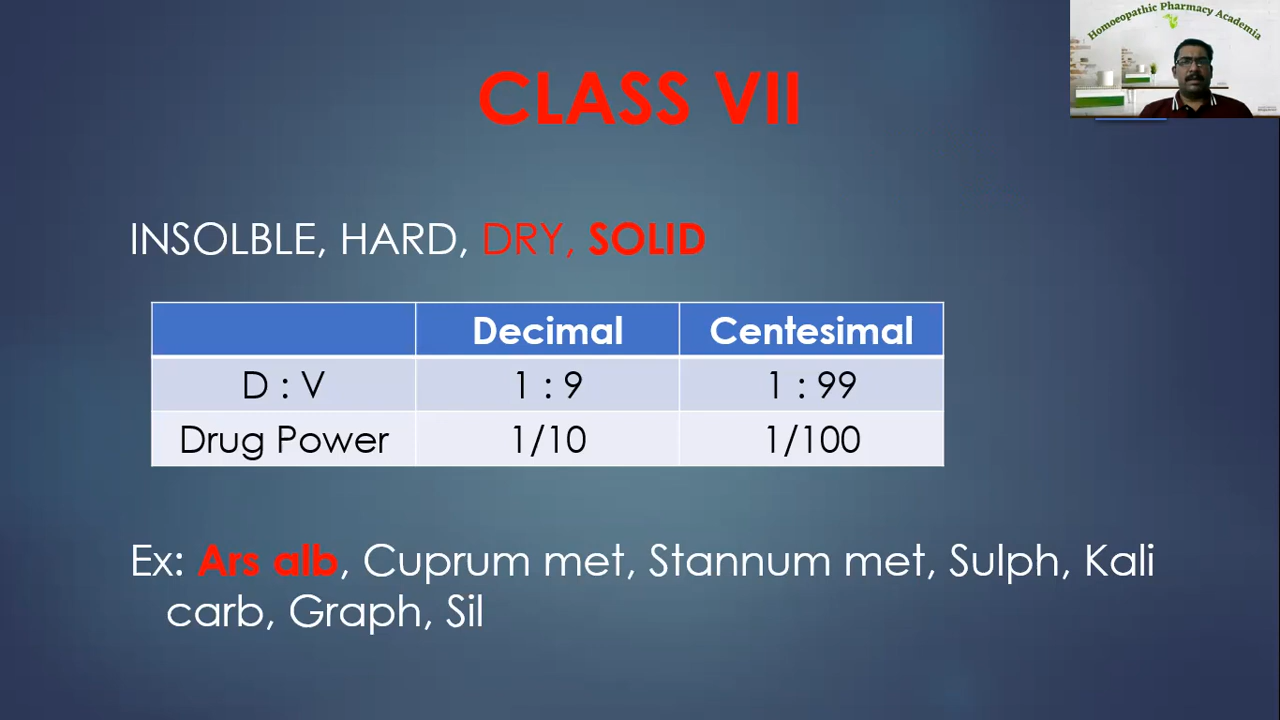 Homoeopathic Pharmacy Academia
CLASS VII
INSOLBLE, HARD, DRY, SOLID
Decimal Centesimal
D : V 1 : 9 1 : 99
Drug Power 1/10 1/100
Ex: Ars alb, Cuprum met, Stannum met, Sulph, Kali
carb, Graph, Sil